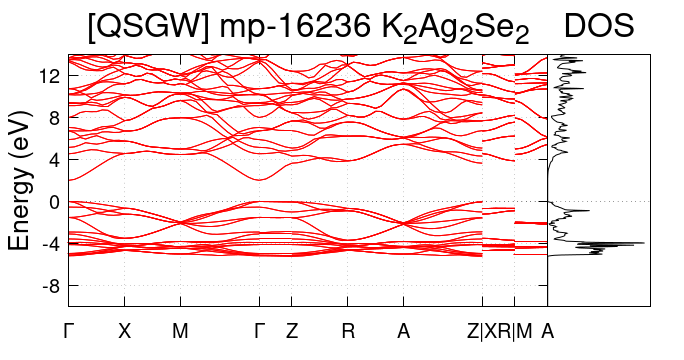 [QSGW] mp-16236 K₂Ag₂Se₂ DOS
Energy (eV)
12
8
4
0
-4
-8
Γ X M Γ Z R A Z|XR|M A